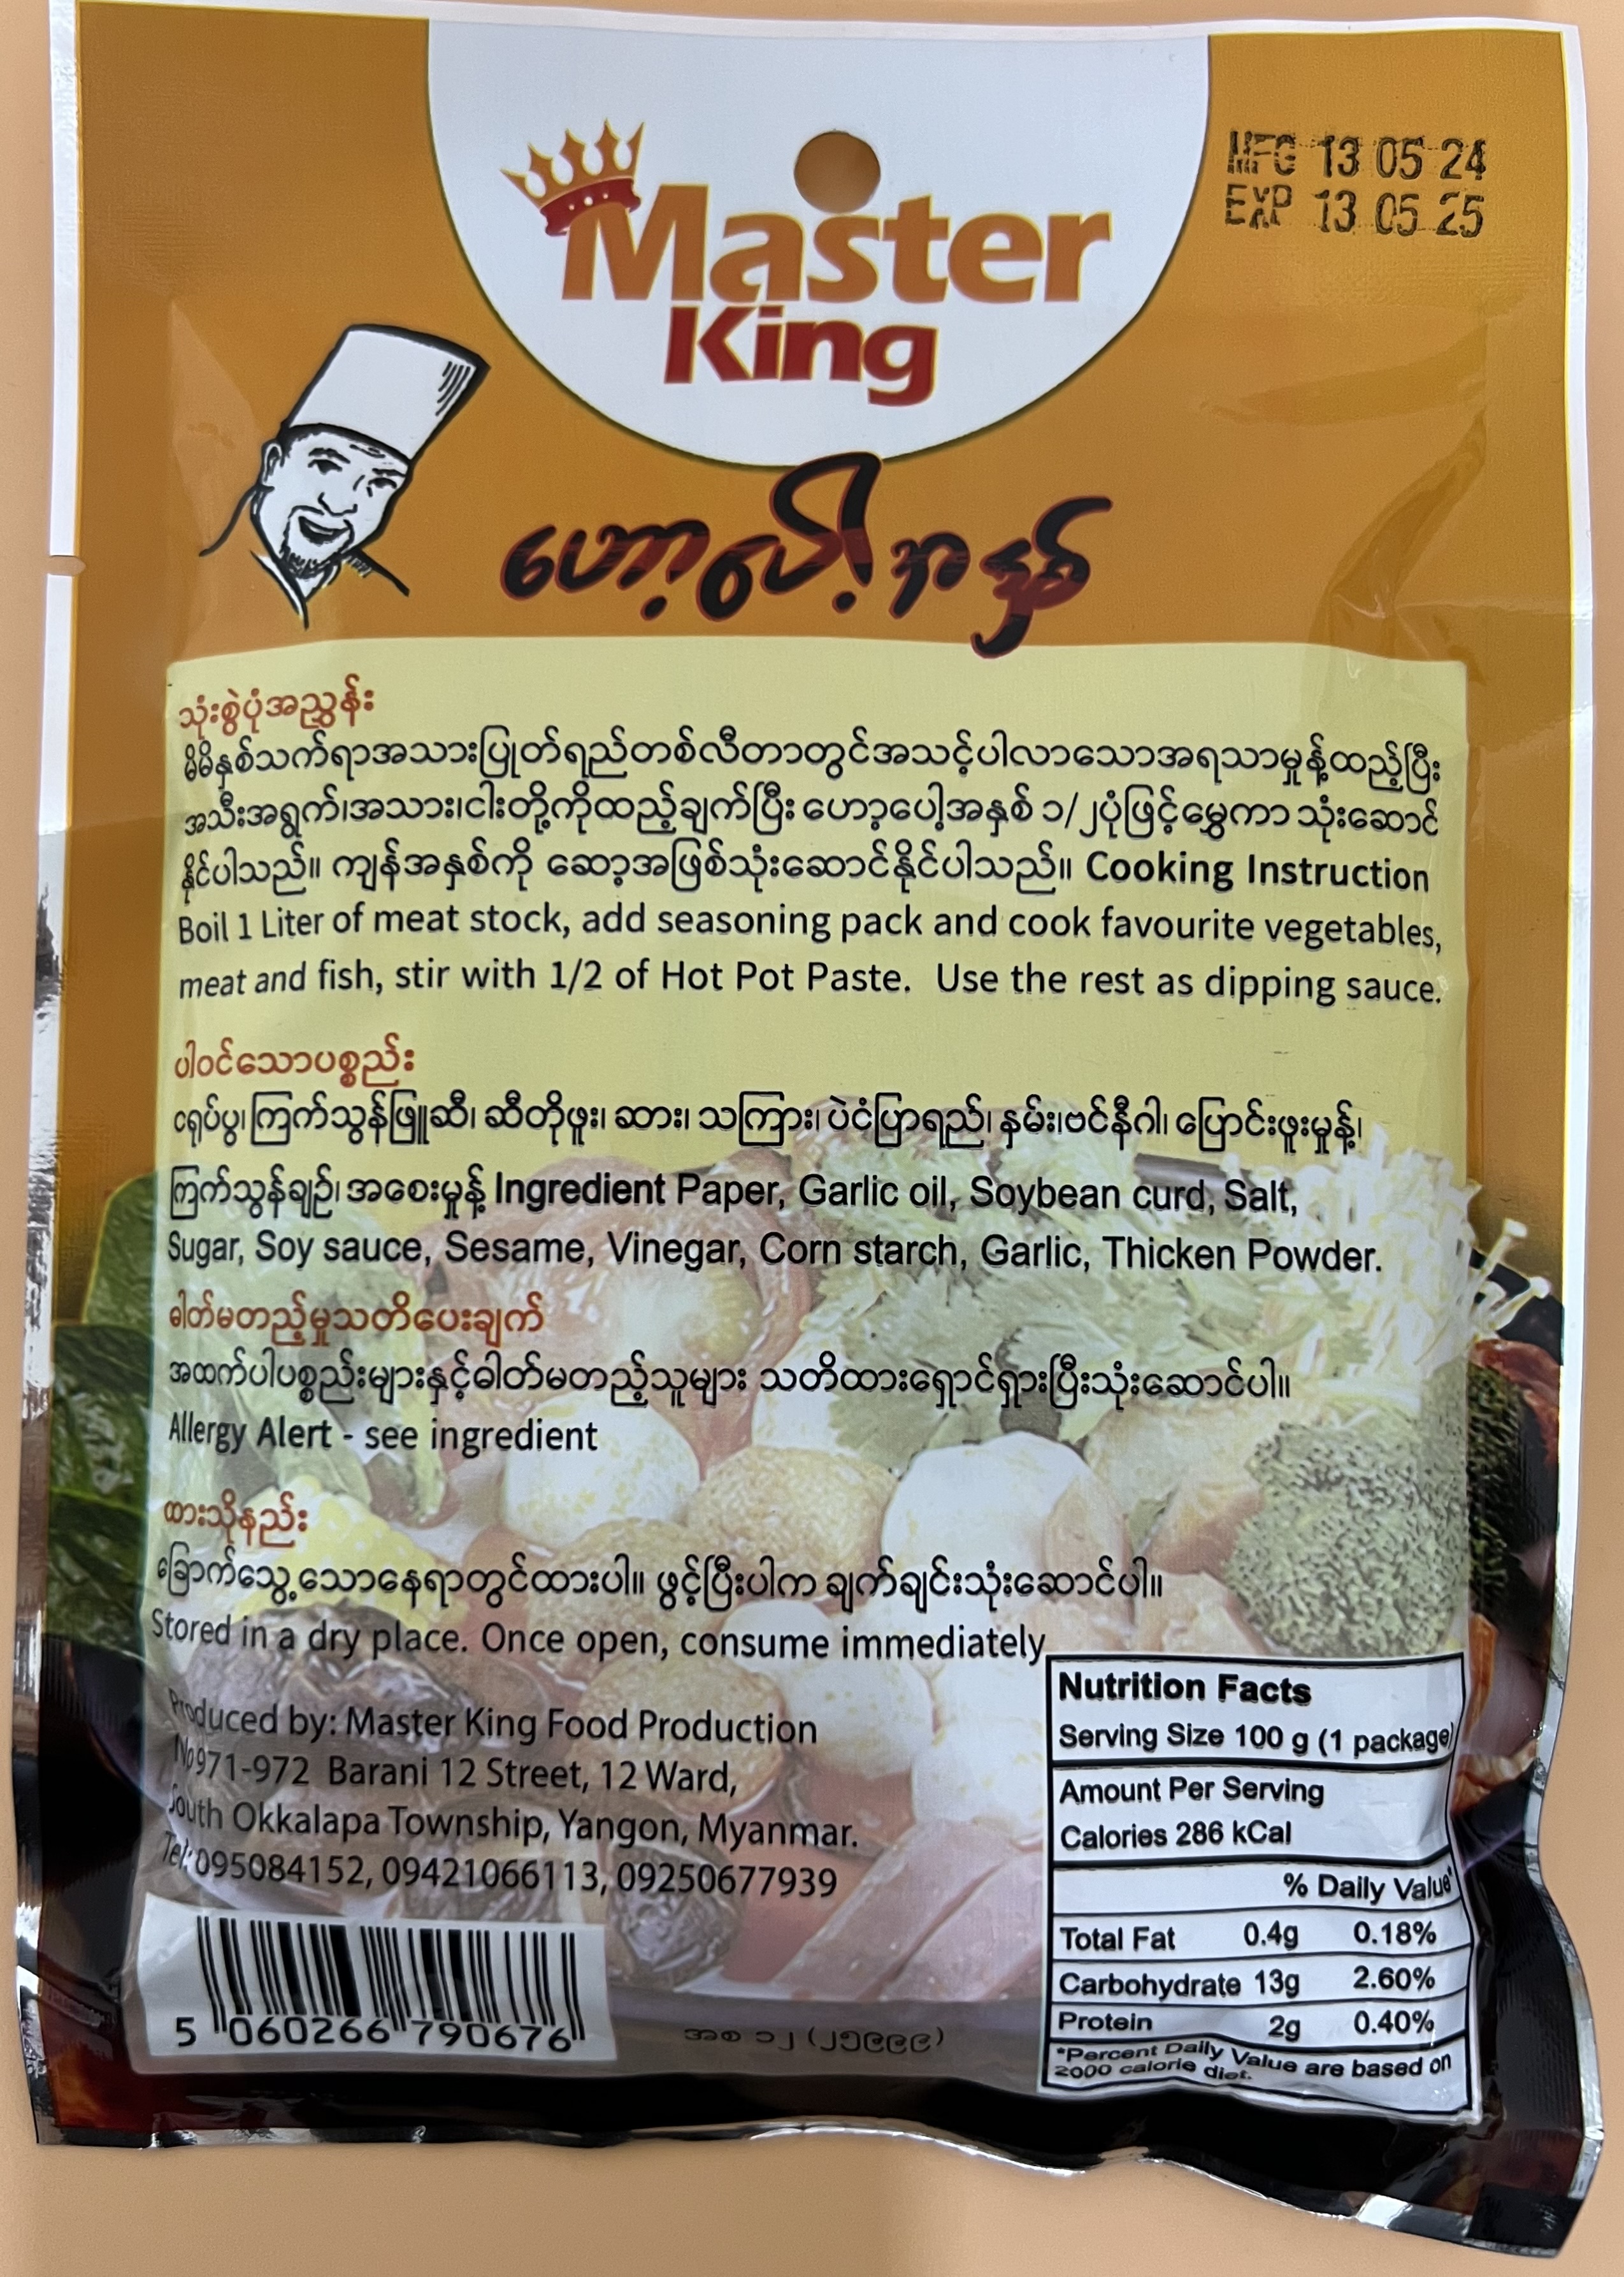 MFG 13 05 24
EXP 13 05 25
Master
King
ဟော့ပေါ့အနှစ်
သုံးစွဲပုံအညွှန်း
မိမိနှစ်သက်ရာအသားပြုတ်ရည်တစ်လီတာတွင်အသင့်ပါလာသောအရသာမှုန့်ထည့်ပြီး
အသီးအရွက်၊အသား၊ငါးတို့ကိုထည့်ချက်ပြီး ဟော့ပေါ့အနှစ် ၁/၂ပုံဖြင့်မွှေကာ သုံးဆောင်
နိုင်ပါသည်။ ကျန်အနှစ်ကို ဆော့အဖြစ်သုံးဆောင်နိုင်ပါသည်။ Cooking Instruction
Boil 1 Liter of meat stock, add seasoning pack and cook favourite vegetables,
meat and fish, stir with 1/2 of Hot Pot Paste. Use the rest as dipping sauce.
ပါဝင်သောပစ္စည်း
ငရုပ်ပွ၊ ကြက်သွန်ဖြူဆီ၊ ဆီတိုဖူး၊ ဆား၊ သကြား၊ ပဲငံပြာရည်၊ နှမ်း၊ဗင်နီဂါ၊ ပြောင်းဖူးမှုန့်၊
ကြက်သွန်ချဉ်၊ အစေးမှုန့် Ingredient Paper, Garlic oil, Soybean curd, Salt,
Sugar, Soy sauce, Sesame, Vinegar, Corn starch, Garlic, Thicken Powder.
ဓါတ်မတည့်မှုသတိပေးချက်
အထက်ပါပစ္စည်းများနှင့်ဓါတ်မတည့်သူများ သတိထားရှောင်ရှားပြီးသုံးဆောင်ပါ။
Allergy Alert - see ingredient
ထားသိုနည်း
ခြောက်သွေ့သောနေရာတွင်ထားပါ။ ဖွင့်ပြီးပါက ချက်ချင်းသုံးဆောင်ပါ။
Stored in a dry place. Once open, consume immediately
Produced by: Master King Food Production
No971-972 Barani 12 Street, 12 Ward,
South Okkalapa Township, Yangon, Myanmar.
Tel: 095084152, 09421066113, 09250677939
5 060266 790676
အစ ၁၂ (၂၅၉၉၉)
Nutrition Facts
Serving Size 100 g (1 package)
Amount Per Serving
Calories 286 kCal
% Daily Value*
Total Fat 0.4g 0.18%
Carbohydrate 13g 2.60%
Protein 2g 0.40%
*Percent Daily Value are based on
2000 calorie diet.